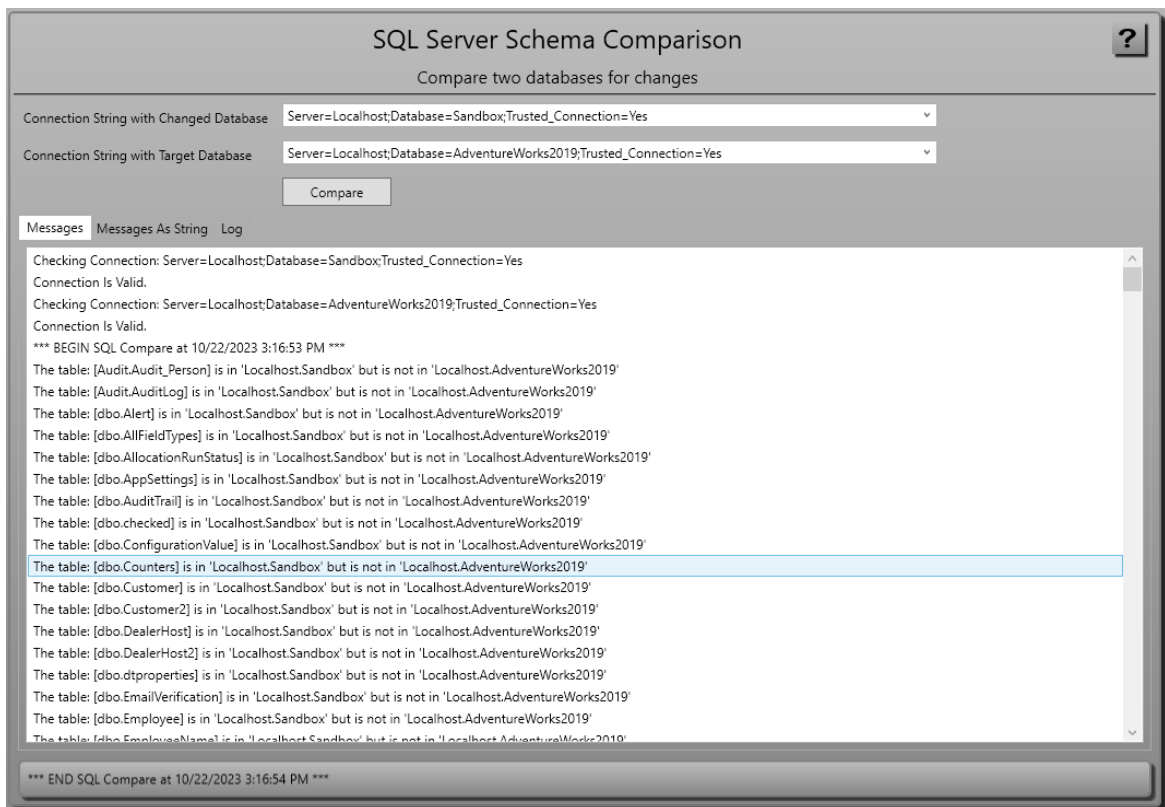 SQL Server Schema Comparison
?
Compare two databases for changes
Connection String with Changed Database
Server=Localhost;Database=Sandbox;Trusted_Connection=Yes
Connection String with Target Database
Server=Localhost;Database=AdventureWorks2019;Trusted_Connection=Yes
Compare
Messages Messages As String Log
Checking Connection: Server=Localhost;Database=Sandbox;Trusted_Connection=Yes
Connection Is Valid.
Checking Connection: Server=Localhost;Database=AdventureWorks2019;Trusted_Connection=Yes
Connection Is Valid.
*** BEGIN SQL Compare at 10/22/2023 3:16:53 PM ***
The table: [Audit.Audit_Person] is in 'Localhost.Sandbox' but is not in 'Localhost.AdventureWorks2019'
The table: [Audit.AuditLog] is in 'Localhost.Sandbox' but is not in 'Localhost.AdventureWorks2019'
The table: [dbo.Alert] is in 'Localhost.Sandbox' but is not in 'Localhost.AdventureWorks2019'
The table: [dbo.AllFieldTypes] is in 'Localhost.Sandbox' but is not in 'Localhost.AdventureWorks2019'
The table: [dbo.AllocationRunStatus] is in 'Localhost.Sandbox' but is not in 'Localhost.AdventureWorks2019'
The table: [dbo.AppSettings] is in 'Localhost.Sandbox' but is not in 'Localhost.AdventureWorks2019'
The table: [dbo.AuditTrail] is in 'Localhost.Sandbox' but is not in 'Localhost.AdventureWorks2019'
The table: [dbo.checked] is in 'Localhost.Sandbox' but is not in 'Localhost.AdventureWorks2019'
The table: [dbo.ConfigurationValue] is in 'Localhost.Sandbox' but is not in 'Localhost.AdventureWorks2019'
The table: [dbo.Counters] is in 'Localhost.Sandbox' but is not in 'Localhost.AdventureWorks2019'
The table: [dbo.Customer] is in 'Localhost.Sandbox' but is not in 'Localhost.AdventureWorks2019'
The table: [dbo.Customer2] is in 'Localhost.Sandbox' but is not in 'Localhost.AdventureWorks2019'
The table: [dbo.DealerHost] is in 'Localhost.Sandbox' but is not in 'Localhost.AdventureWorks2019'
The table: [dbo.DealerHost2] is in 'Localhost.Sandbox' but is not in 'Localhost.AdventureWorks2019'
The table: [dbo.dtproperties] is in 'Localhost.Sandbox' but is not in 'Localhost.AdventureWorks2019'
The table: [dbo.EmailVerification] is in 'Localhost.Sandbox' but is not in 'Localhost.AdventureWorks2019'
The table: [dbo.Employee] is in 'Localhost.Sandbox' but is not in 'Localhost.AdventureWorks2019'
The table: [dbo.EmployeeName] is in 'Localhost.Sandbox' but is not in 'Localhost.AdventureWorks2019'
*** END SQL Compare at 10/22/2023 3:16:54 PM ***